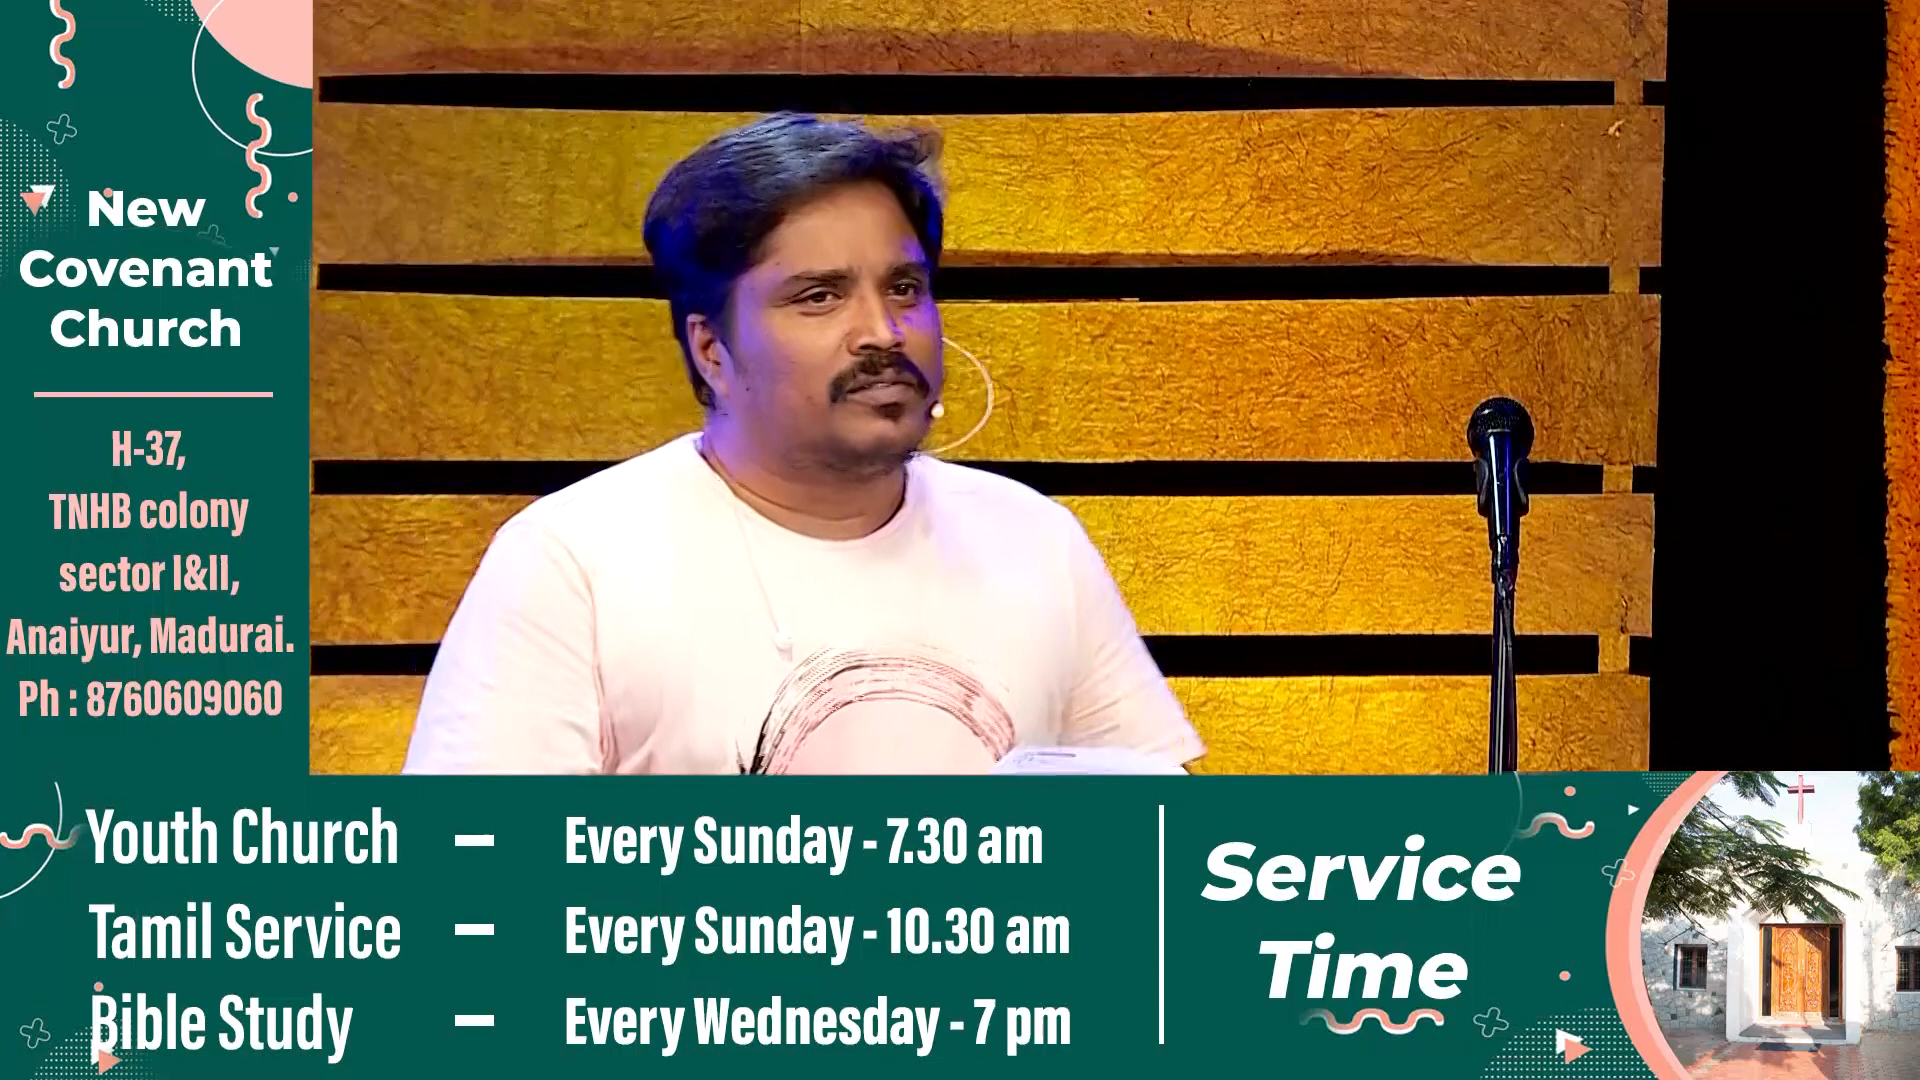 New
Covenant
Church
H-37,
TNHB colony
sector I&II,
Anaiyur, Madurai.
Ph : 8760609060
Youth Church — Every Sunday - 7.30 am
Tamil Service — Every Sunday - 10.30 am
Bible Study — Every Wednesday - 7 pm
Service
Time